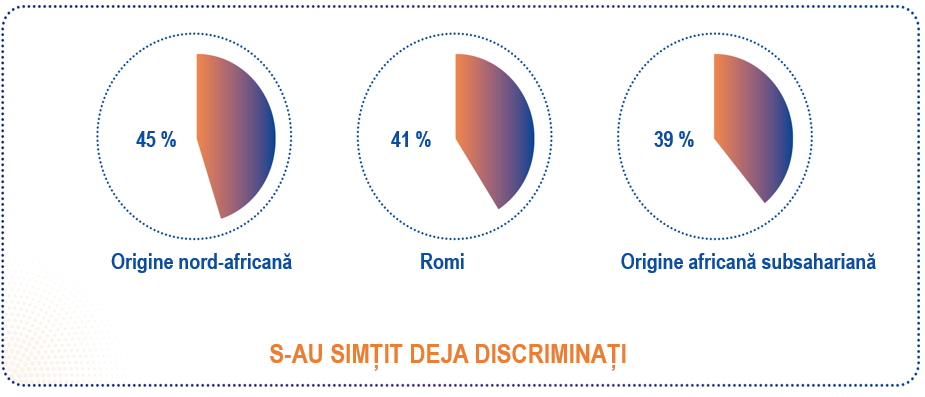 45 %
41 %
39 %
Origine nord-africană
Romi
Origine africană subsahariană
S-AU SIMȚIT DEJA DISCRIMINAȚI